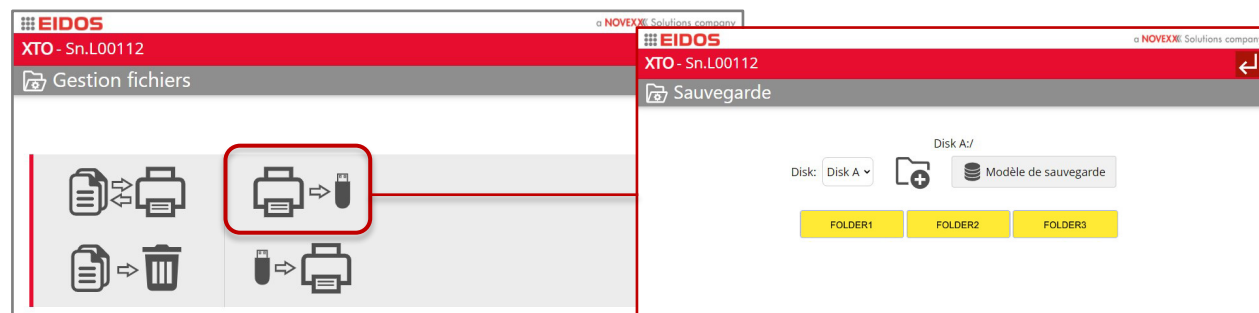 EIDOS
a NOVEXX Solutions company
XTO - Sn.L00112
Gestion fichiers
EIDOS
a NOVEXX Solutions company
XTO - Sn.L00112
Sauvegarde
Disk A:/
Disk: Disk A Modèle de sauvegarde
FOLDER1 FOLDER2 FOLDER3